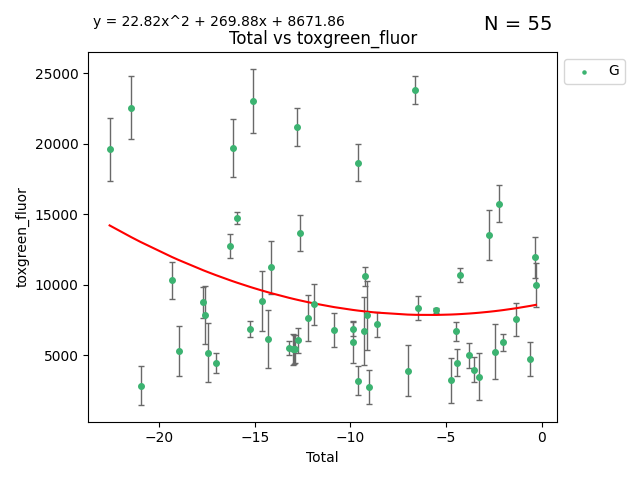 y = 22.82x^2 + 269.88x + 8671.86
N = 55
Total vs toxgreen_fluor
G
25000
20000
15000
10000
5000
toxgreen_fluor
−20 −15 −10 −5 0
Total